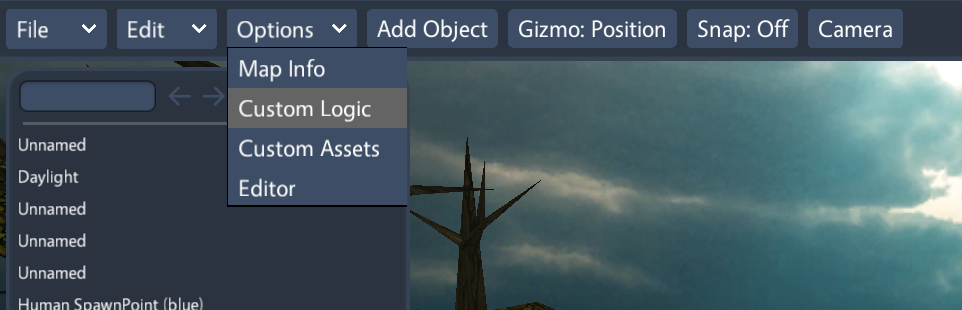 File Edit Options Add Object Gizmo: Position Snap: Off Camera
Map Info
Custom Logic
Custom Assets
Editor
Unnamed
Daylight
Unnamed
Unnamed
Unnamed
Human SpawnPoint (blue)